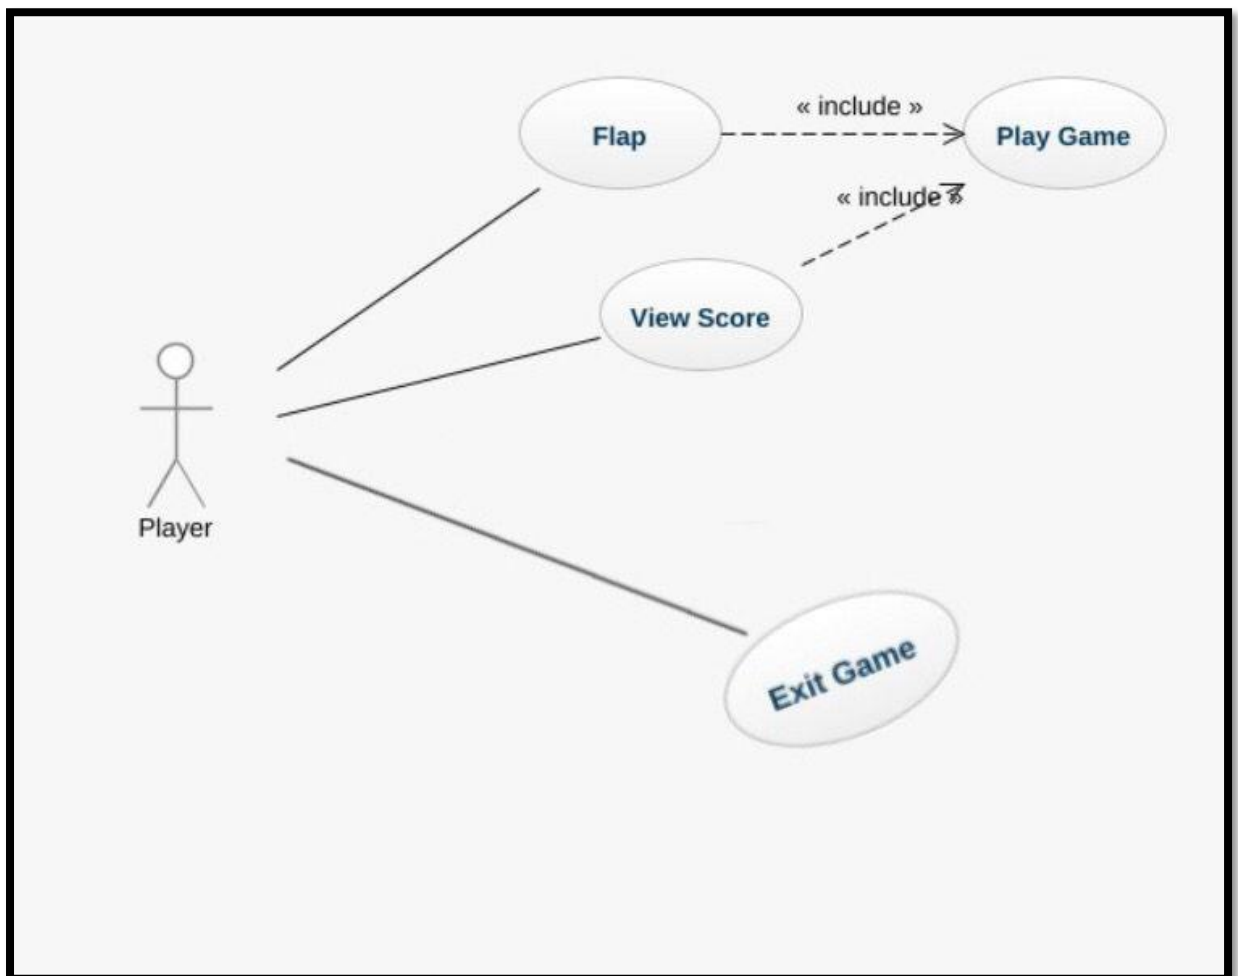 « include »
Flap
Play Game
« include »
View Score
Player
Exit Game